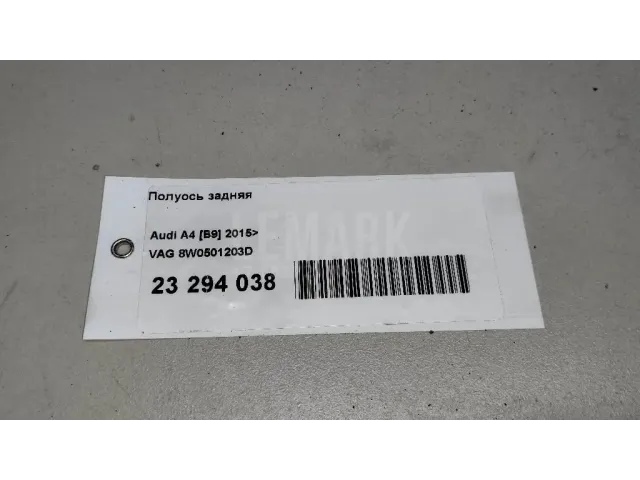 Полуось задняя
LEMARK
Audi A4 [B9] 2015>
VAG 8W0501203D
23 294 038